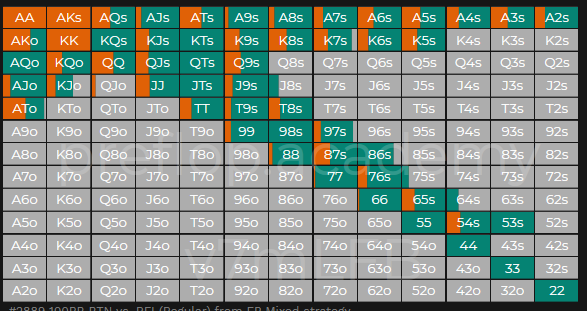 AA AKs AQs AJs ATs A9s A8s A7s A6s A5s A4s A3s A2s
AKo KK KQs KJs KTs K9s K8s K7s K6s K5s K4s K3s K2s
AQo KQo QQ QJs QTs Q9s Q8s Q7s Q6s Q5s Q4s Q3s Q2s
AJo KJo QJo JJ JTs J9s J8s J7s J6s J5s J4s J3s J2s
ATo KTo QTo JTo TT T9s T8s T7s T6s T5s T4s T3s T2s
A9o K9o Q9o J9o T9o 99 98s 97s 96s 95s 94s 93s 92s
A8o K8o Q8o J8o T8o 98o 88 87s 86s 85s 84s 83s 82s
preflop.academy
A7o K7o Q7o J7o T7o 97o 87o 77 76s 75s 74s 73s 72s
A6o K6o Q6o J6o T6o 96o 86o 76o 66 65s 64s 63s 62s
A5o K5o Q5o J5o T5o 95o 85o 75o 65o 55 54s 53s 52s
A4o K4o Q4o J4o T4o 94o 84o 74o 64o 54o 44 43s 42s
A3o K3o Q3o J3o T3o 93o 83o 73o 63o 53o 43o 33 32s
A2o K2o Q2o J2o T2o 92o 82o 72o 62o 52o 42o 32o 22
#2889 100BB BTN vs. RFI (Regular) from EP Mixed strategy